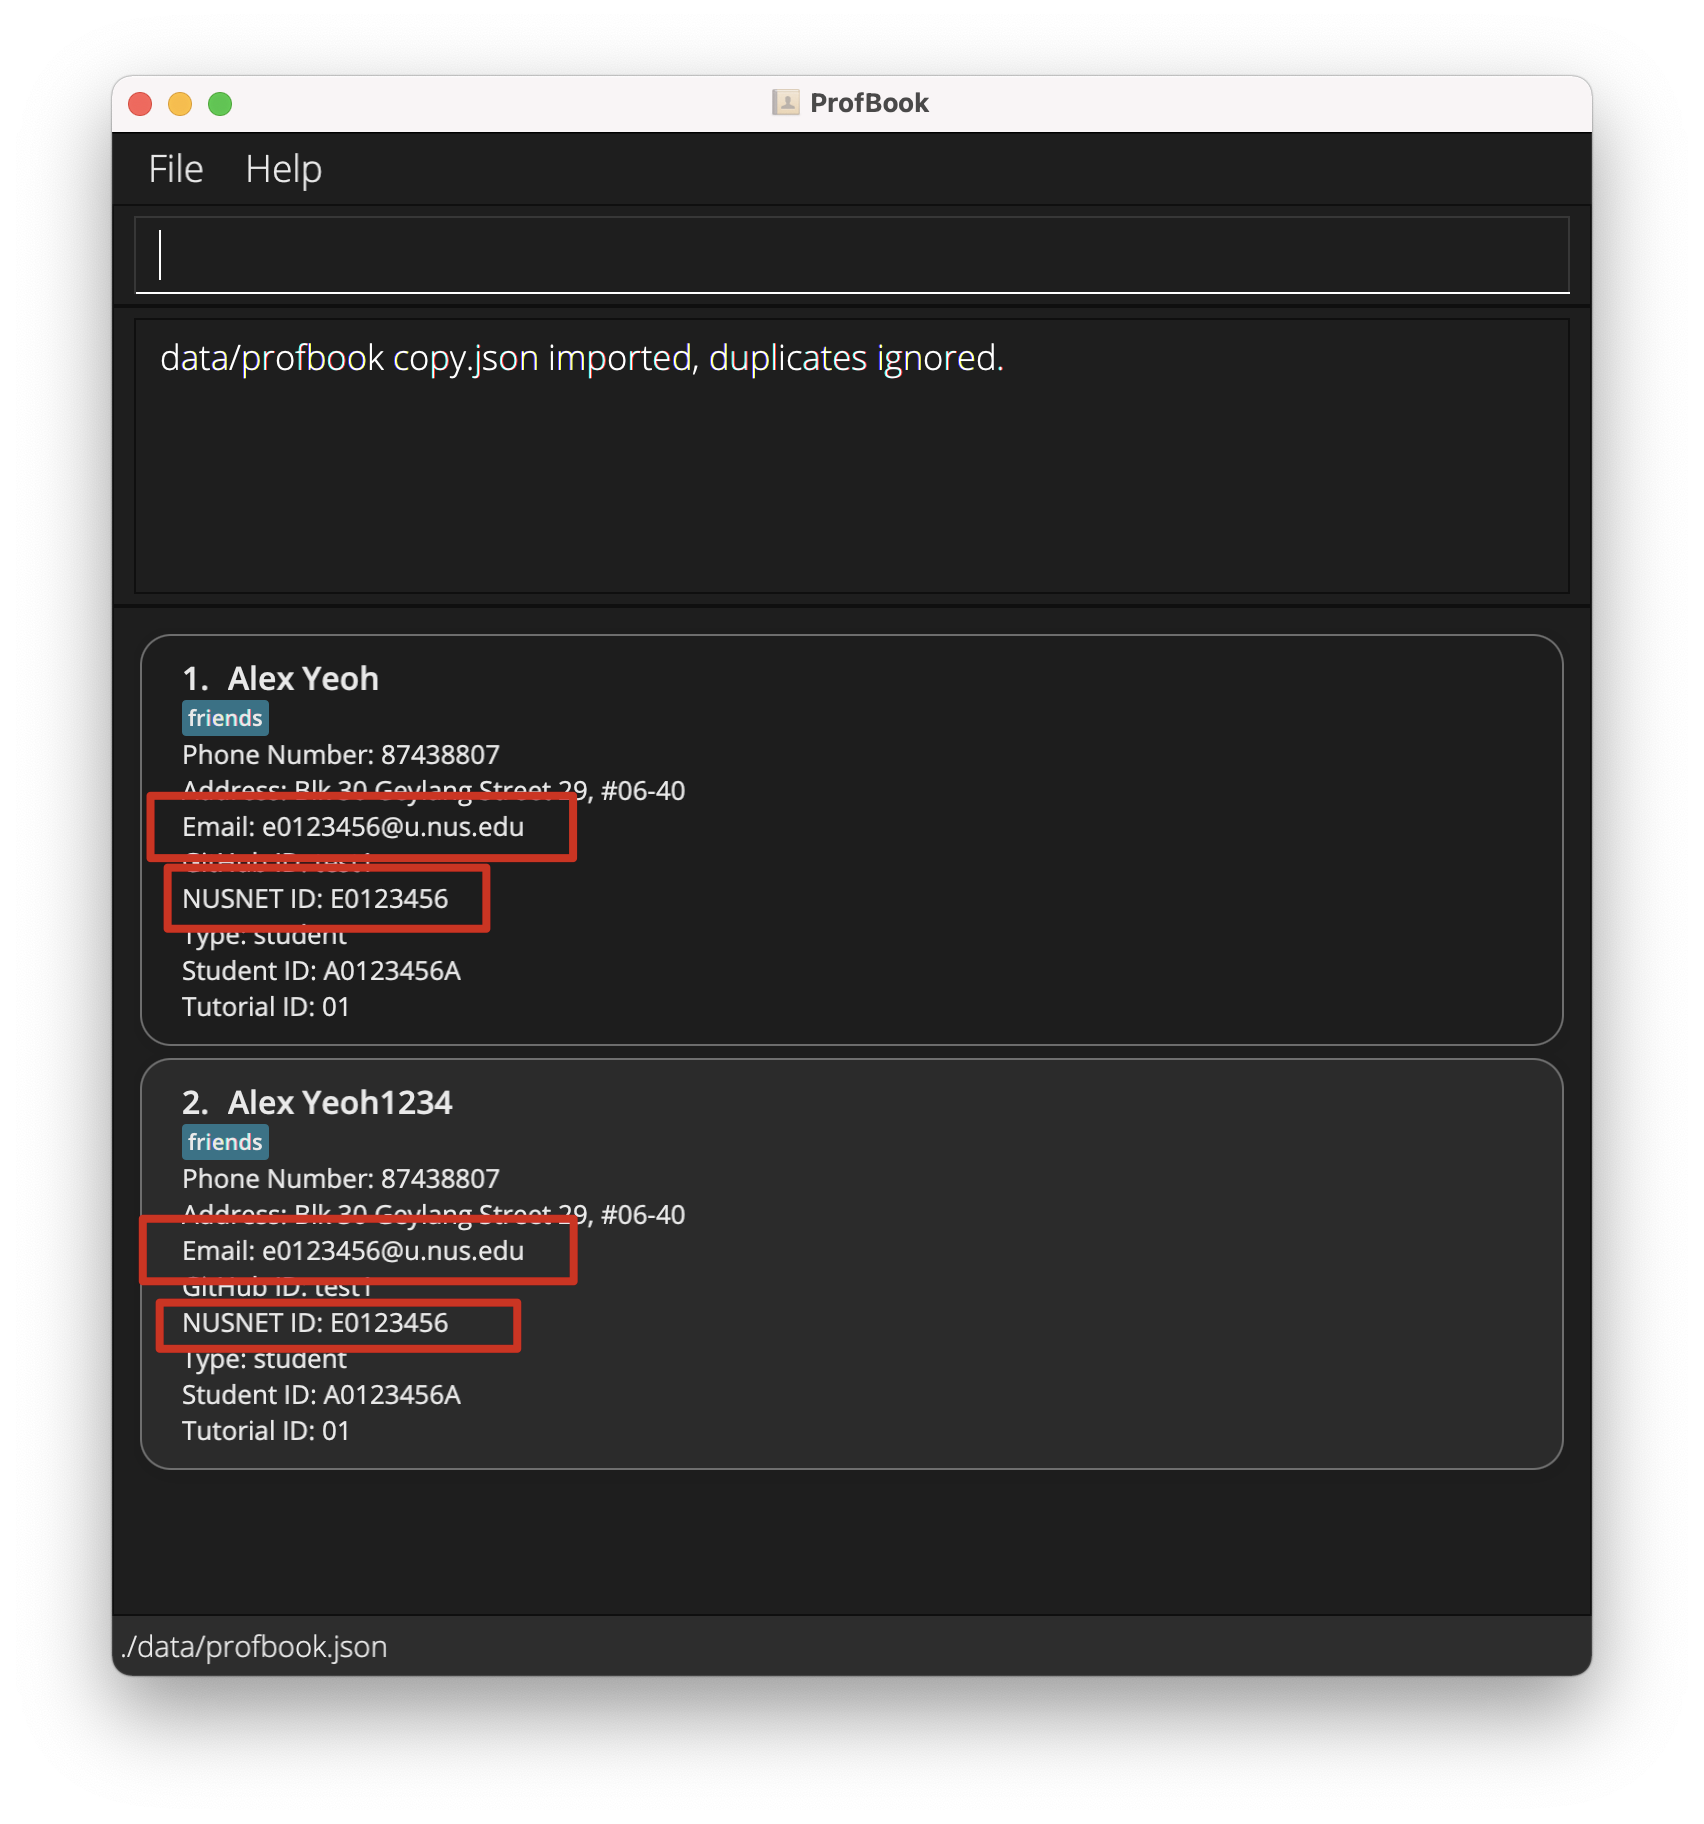 ProfBook
File Help
data/profbook copy.json imported, duplicates ignored.
1. Alex Yeoh
friends
Phone Number: 87438807
Address: Blk 30 Geylang Street 29, #06-40
Email: e0123456@u.nus.edu
GitHub ID: test1
NUSNET ID: E0123456
Type: student
Student ID: A0123456A
Tutorial ID: 01
2. Alex Yeoh1234
friends
Phone Number: 87438807
Address: Blk 30 Geylang Street 29, #06-40
Email: e0123456@u.nus.edu
GitHub ID: test1
NUSNET ID: E0123456
Type: student
Student ID: A0123456A
Tutorial ID: 01
./data/profbook.json